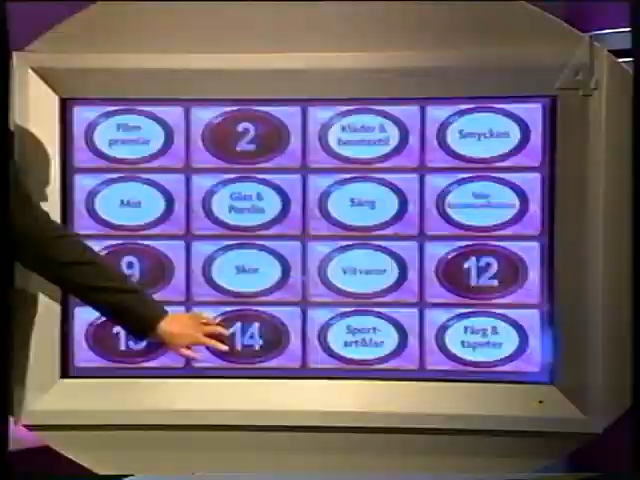 Film
premiär
2
Kläder &
hemtextil
Smycken
Mat
Glas &
Porslin
Säng
9
Skor
Vitvaror
12
13
14
Sport-
artiklar
Färg &
tapeter
4